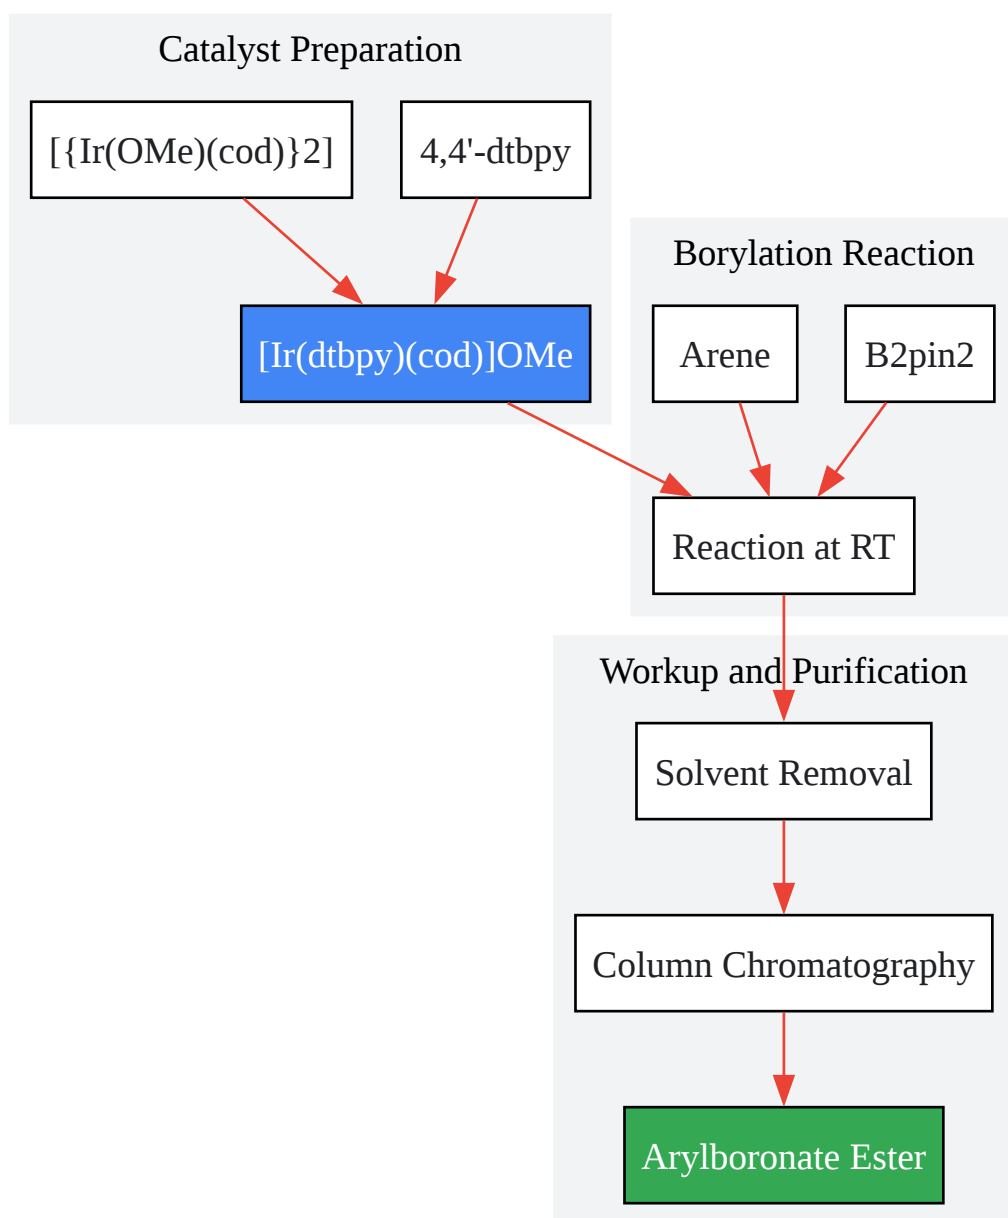 Catalyst Preparation
[{Ir(OMe)(cod)}2]
4,4'-dtbpy
[Ir(dtbpy)(cod)]OMe
Borylation Reaction
Arene
B2pin2
Reaction at RT
Workup and Purification
Solvent Removal
Column Chromatography
Arylboronate Ester